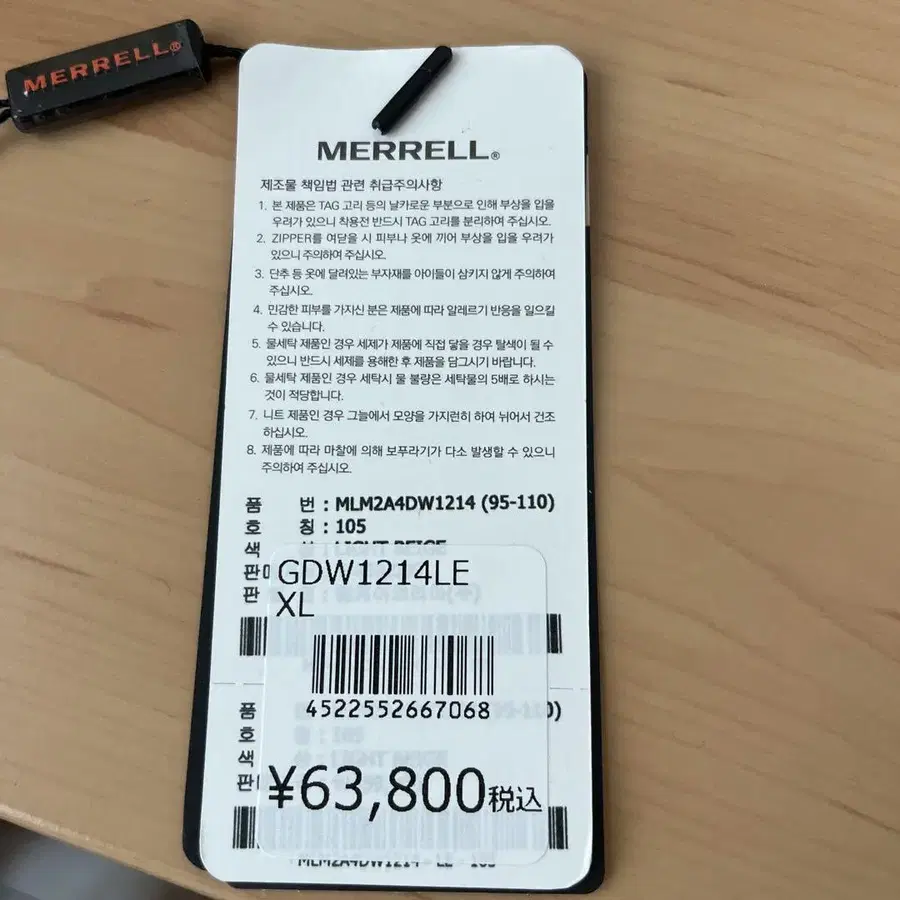 MERRELL®
MERRELL®
제조물 책임법 관련 취급주의사항
1. 본 제품은 TAG 고리 등의 날카로운 부분으로 인해 부상을 입을
우려가 있으니 착용전 반드시 TAG 고리를 분리하여 주십시오.
2. ZIPPER를 여닫을 시 피부나 옷에 끼어 부상을 입을 우려가
있으니 주의하여 주십시오.
3. 단추 등 옷에 달려있는 부자재를 아이들이 삼키지 않게 주의하여
주십시오.
4. 민감한 피부를 가지신 분은 제품에 따라 알레르기 반응을 일으킬
수 있습니다.
5. 물세탁 제품인 경우 세제가 제품에 직접 닿을 경우 탈색이 될 수
있으니 반드시 세제를 용해한 후 제품을 담그시기 바랍니다.
6. 물세탁 제품인 경우 세탁시 물 불량은 세탁물의 5배로 하시는
것이 적당합니다.
7. 니트 제품인 경우 그늘에서 모양을 가지런히 하여 뉘어서 건조
하십시오.
8. 제품에 따라 마찰에 의해 보푸라기가 다소 발생할 수 있으니
주의하여 주십시오.
품 번 : MLM2A4DW1214 (95-110)
호 칭 : 105
색 : LIGHT BEIGE
판
판
GDW1214LE
XL
4522552667068
품 95-110)
호 칭 : 105
색 : LIGHT BEIGE
판
¥63,800税込
MLM2A4DW1214 - LE - 105